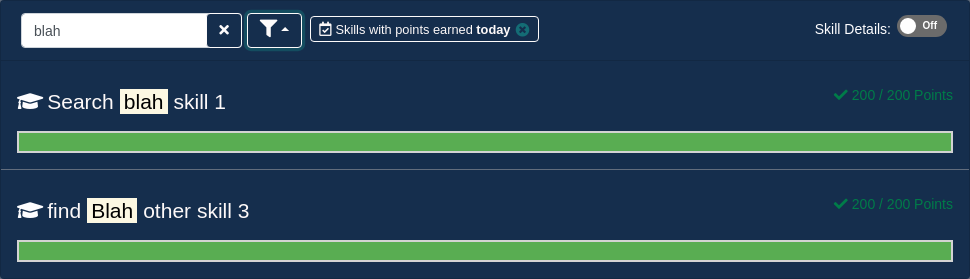 blah
Skills with points earned today
Skill Details:
Off
Search blah skill 1
200 / 200 Points
find Blah other skill 3
200 / 200 Points